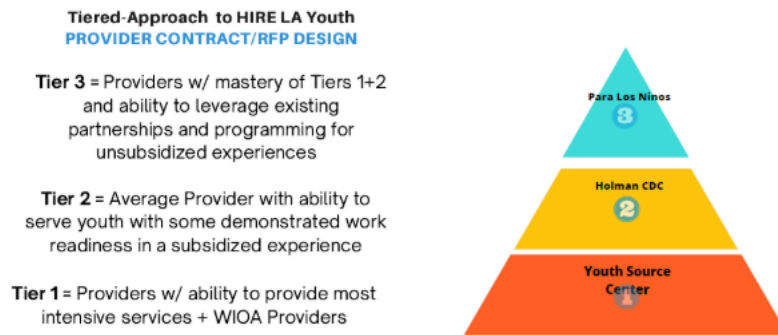 Tiered-Approach to HIRE LA Youth
PROVIDER CONTRACT/RFP DESIGN
Tier 3 = Providers w/ mastery of Tiers 1+2
and ability to leverage existing
partnerships and programming for
unsubsidized experiences
Tier 2 = Average Provider with ability to
serve youth with some demonstrated work
readiness in a subsidized experience
Tier 1 = Providers w/ ability to provide most
intensive services + WIOA Providers
Para Los Ninos
3
Holman CDC
2
Youth Source
Center
1